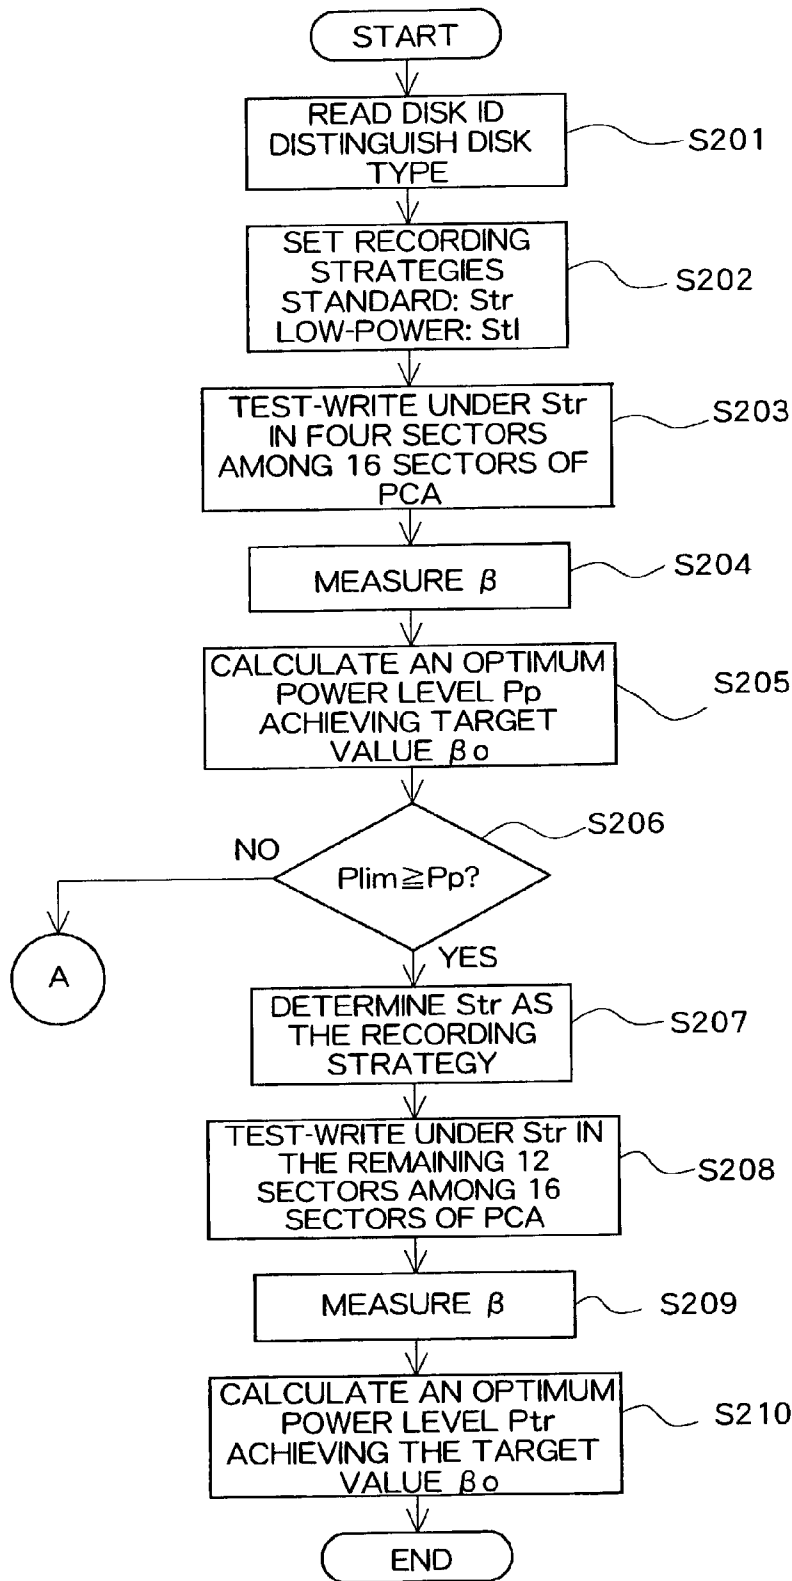 START
READ DISK ID
DISTINGUISH DISK
TYPE
S201
SET RECORDING
STRATEGIES
STANDARD: Str
LOW-POWER: Stl
S202
TEST-WRITE UNDER Str
IN FOUR SECTORS
AMONG 16 SECTORS OF
PCA
S203
MEASURE β
S204
CALCULATE AN OPTIMUM
POWER LEVEL Pp
ACHIEVING TARGET
VALUE βo
S205
Plim≧Pp?
S206
NO
A
YES
DETERMINE Str AS
THE RECORDING
STRATEGY
S207
TEST-WRITE UNDER Str IN
THE REMAINING 12
SECTORS AMONG 16
SECTORS OF PCA
S208
MEASURE β
S209
CALCULATE AN OPTIMUM
POWER LEVEL Ptr
ACHIEVING THE TARGET
VALUE βo
S210
END